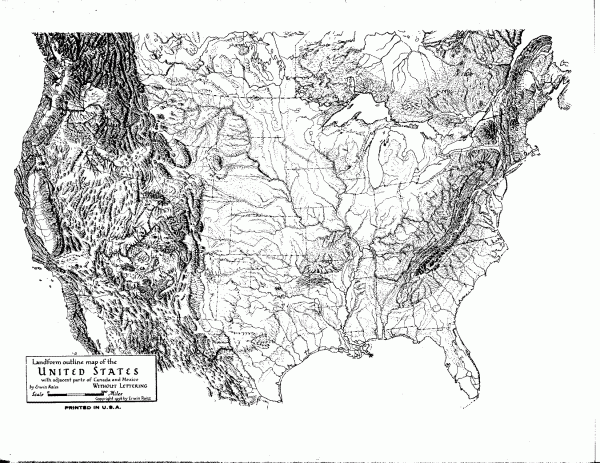 Landform outline map of the
UNITED STATES
with adjacent parts of Canada and Mexico
by Erwin Raisz WITHOUT LETTERING
Scale Miles
Copyright by Erwin Raisz
PRINTED IN U.S.A.